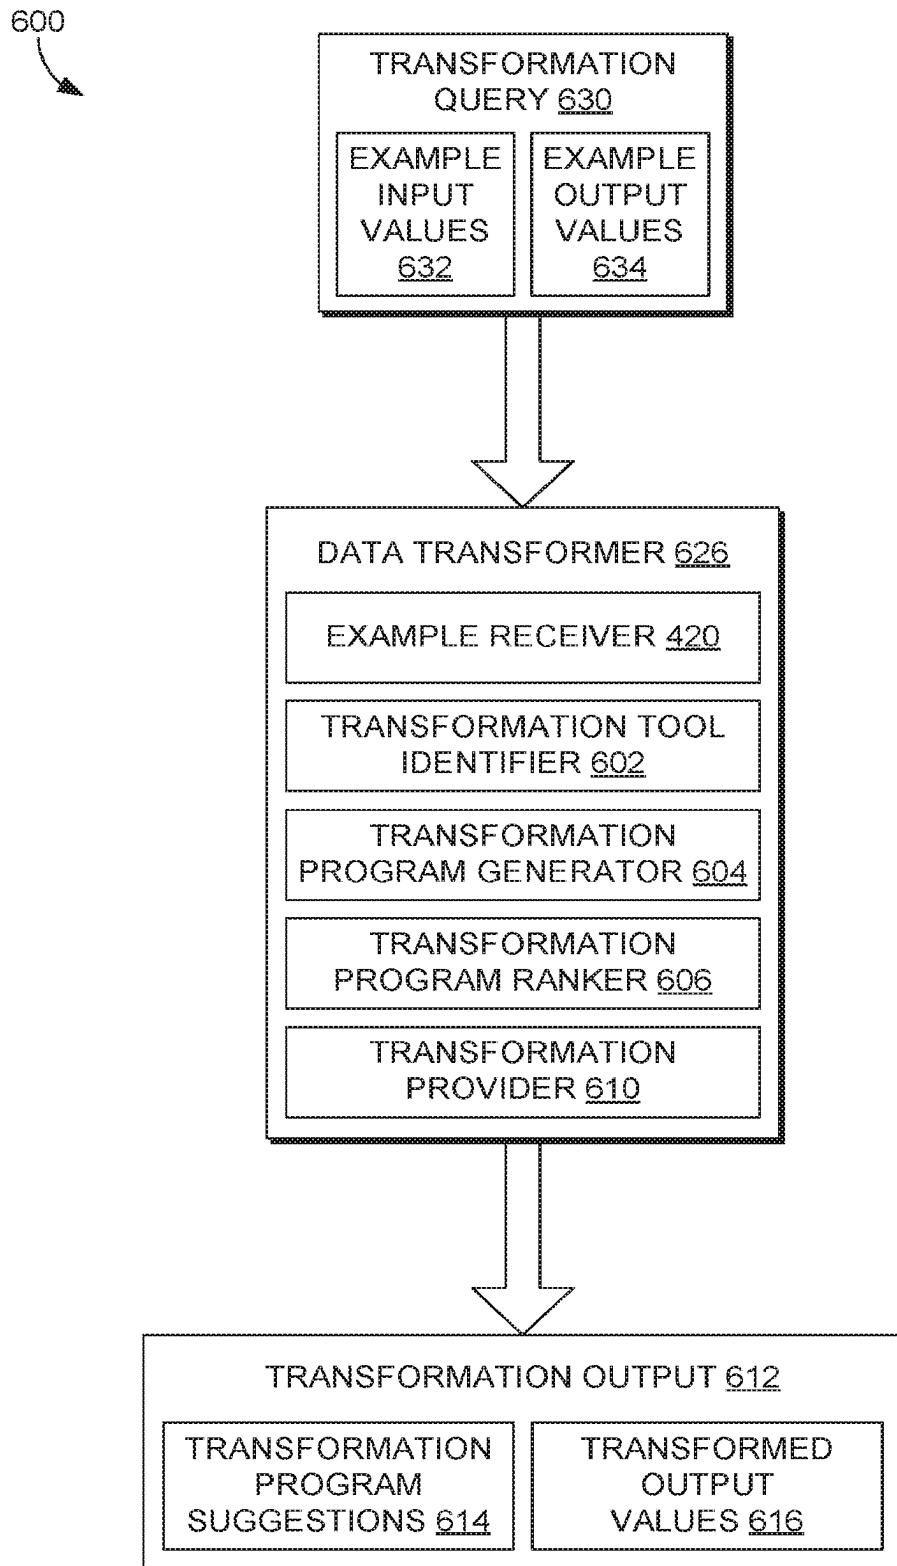 600
TRANSFORMATION
QUERY 630
EXAMPLE
INPUT
VALUES
632
EXAMPLE
OUTPUT
VALUES
634
DATA TRANSFORMER 626
EXAMPLE RECEIVER 420
TRANSFORMATION TOOL
IDENTIFIER 602
TRANSFORMATION
PROGRAM GENERATOR 604
TRANSFORMATION
PROGRAM RANKER 606
TRANSFORMATION
PROVIDER 610
TRANSFORMATION OUTPUT 612
TRANSFORMATION
PROGRAM
SUGGESTIONS 614
TRANSFORMED
OUTPUT
VALUES 616